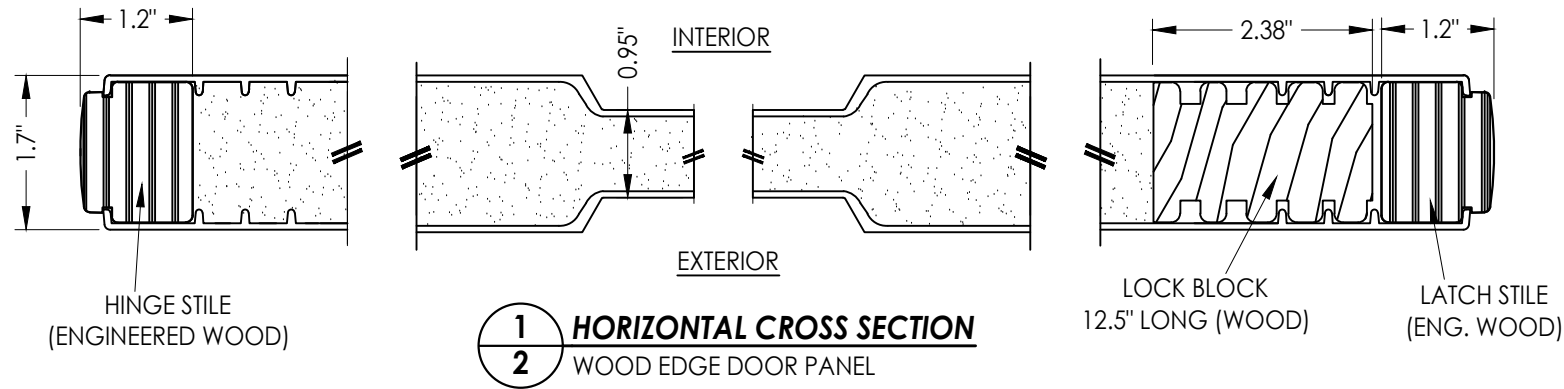 1.2"
INTERIOR
2.38"
1.2"
0.95"
1.7"
EXTERIOR
HINGE STILE
(ENGINEERED WOOD)
LOCK BLOCK
12.5" LONG (WOOD)
LATCH STILE
(ENG. WOOD)
1
2
HORIZONTAL CROSS SECTION
WOOD EDGE DOOR PANEL